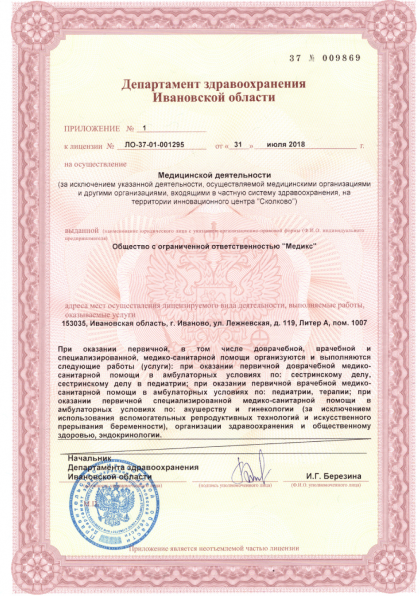 37 № 009869
Департамент здравоохранения
Ивановской области
ПРИЛОЖЕНИЕ № 1
к лицензии № ЛО-37-01-001295 от « 31 » июля 2018 г.
на осуществление
Медицинской деятельности
(за исключением указанной деятельности, осуществляемой медицинскими организациями
и другими организациями, входящими в частную систему здравоохранения, на
территории инновационного центра "Сколково")
выданной (наименование юридического лица с указанием организационно-правовой формы (Ф.И.О. индивидуального
предпринимателя)
Общество с ограниченной ответственностью "Медикс"
адреса мест осуществления лицензируемого вида деятельности, выполняемые работы,
оказываемые услуги
153035, Ивановская область, г. Иваново, ул. Лежневская, д. 119, Литер А, пом. 1007
При оказании первичной, в том числе доврачебной, врачебной и
специализированной, медико-санитарной помощи организуются и выполняются
следующие работы (услуги): при оказании первичной доврачебной медико-
санитарной помощи в амбулаторных условиях по: сестринскому делу,
сестринскому делу в педиатрии; при оказании первичной врачебной медико-
санитарной помощи в амбулаторных условиях по: педиатрии, терапии; при
оказании первичной специализированной медико-санитарной помощи в
амбулаторных условиях по: акушерству и гинекологии (за исключением
использования вспомогательных репродуктивных технологий и искусственного
прерывания беременности), организации здравоохранения и общественному
здоровью, эндокринологии.
Начальник
Департамента здравоохранения
Ивановской области И.Г. Березина
(подпись уполномоченного лица) (Ф.И.О. уполномоченного лица)
М.П.
Приложение является неотъемлемой частью лицензии